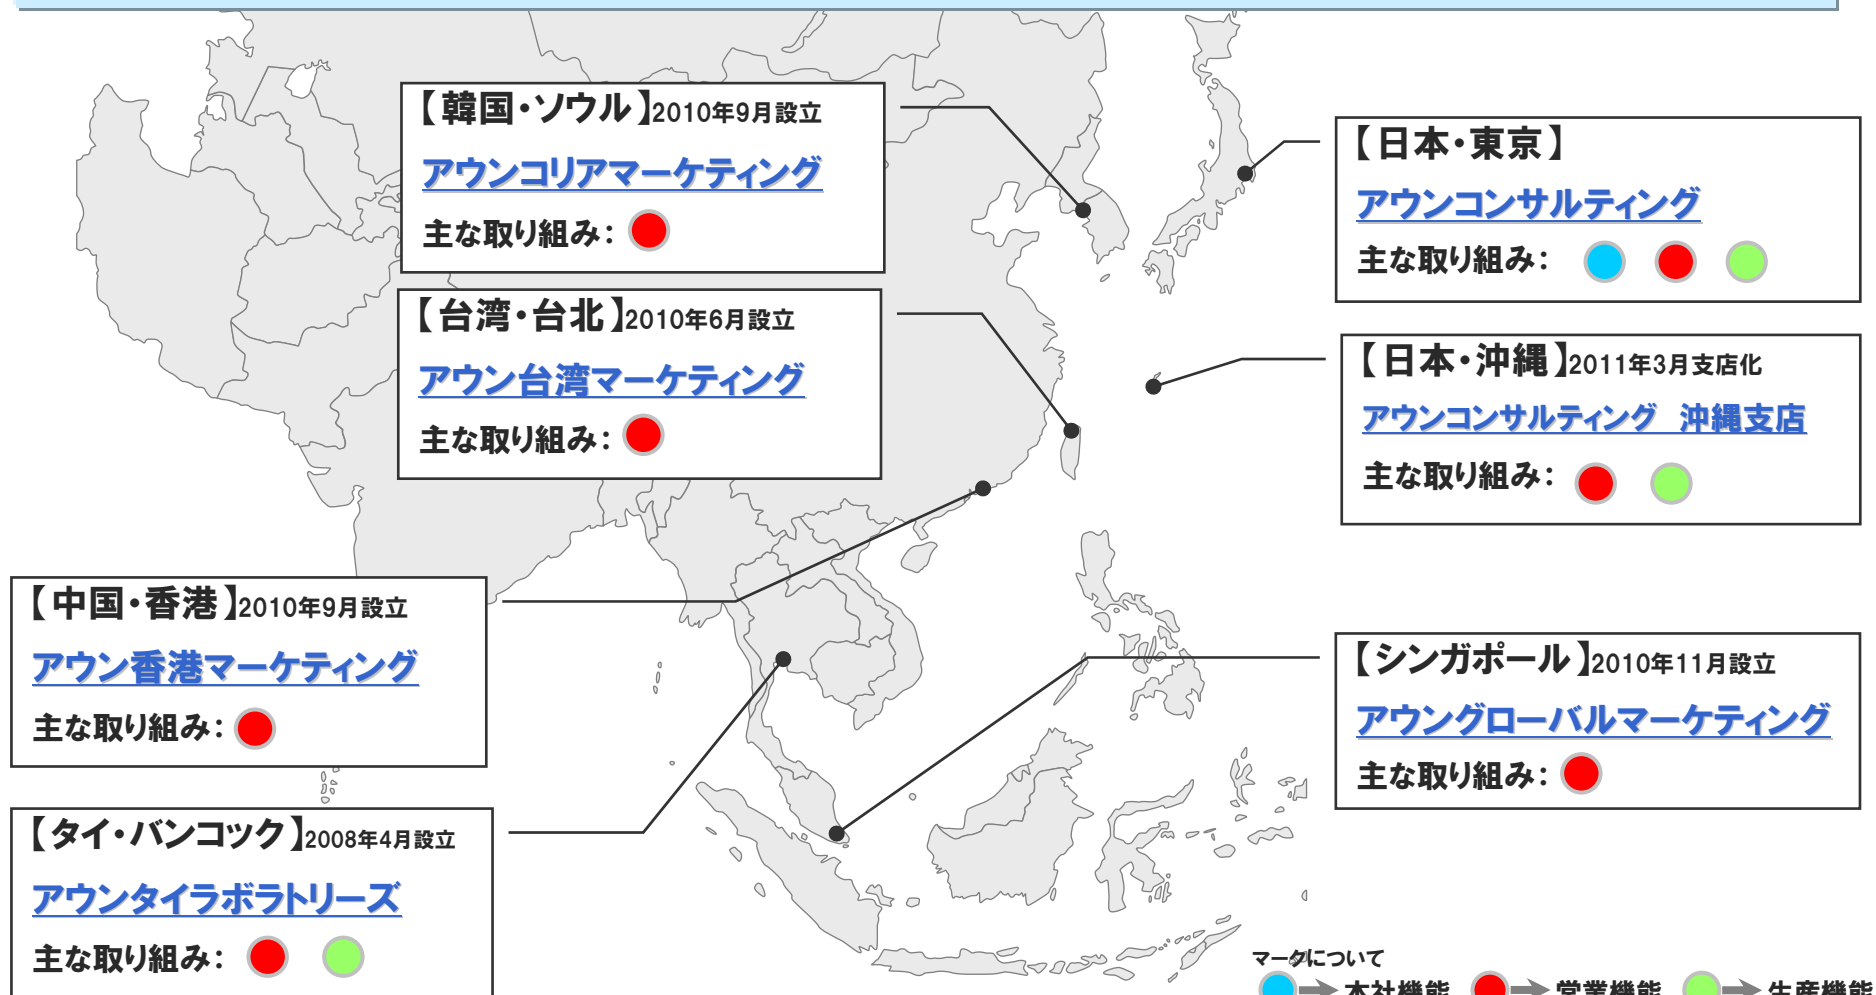 【韓国・ソウル】2010年9月設立
アウンコリアマーケティング
主な取り組み：
【日本・東京】
アウンコンサルティング
主な取り組み：
【台湾・台北】2010年6月設立
アウン台湾マーケティング
主な取り組み：
【日本・沖縄】2011年3月支店化
アウンコンサルティング　沖縄支店
主な取り組み：
【中国・香港】2010年9月設立
アウン香港マーケティング
主な取り組み：
【シンガポール】2010年11月設立
アウングローバルマーケティング
主な取り組み：
【タイ・バンコック】2008年4月設立
アウンタイラボラトリーズ
主な取り組み：
マークについて
本社機能 営業機能 生産機能